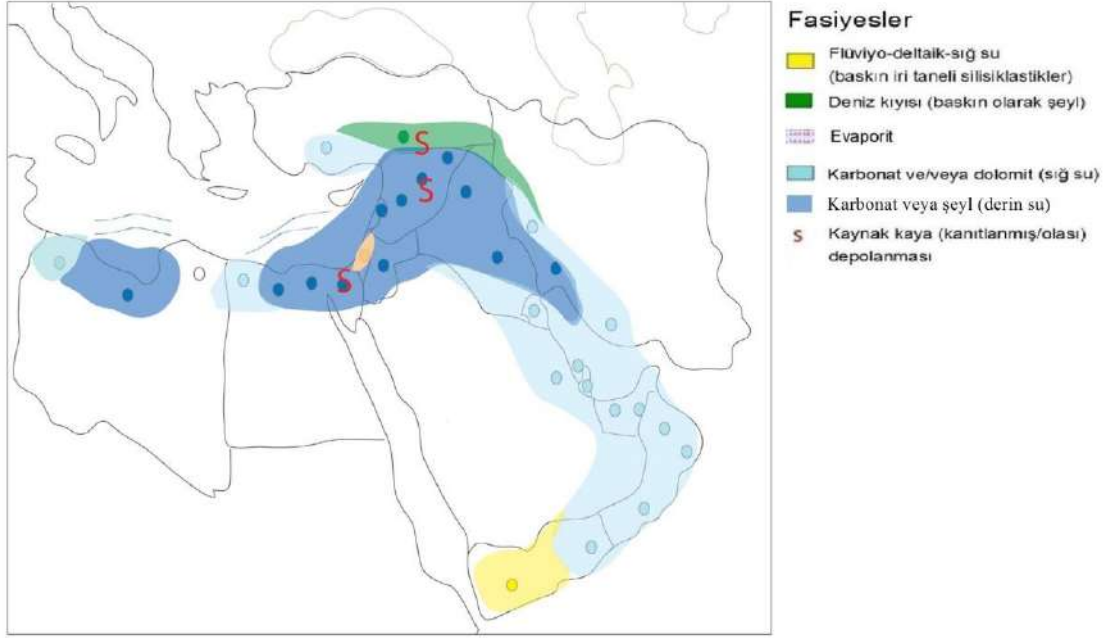 Fasiyesler
Flüviyo-deltaik-sığ su
(baskın iri taneli silisiklastikler)
Deniz kıyısı (baskın olarak şeyl)
Evaporit
Karbonat ve/veya dolomit (sığ su)
Karbonat veya şeyl (derin su)
S Kaynak kaya (kanıtlanmış/olası)
depolanması
S
S
S